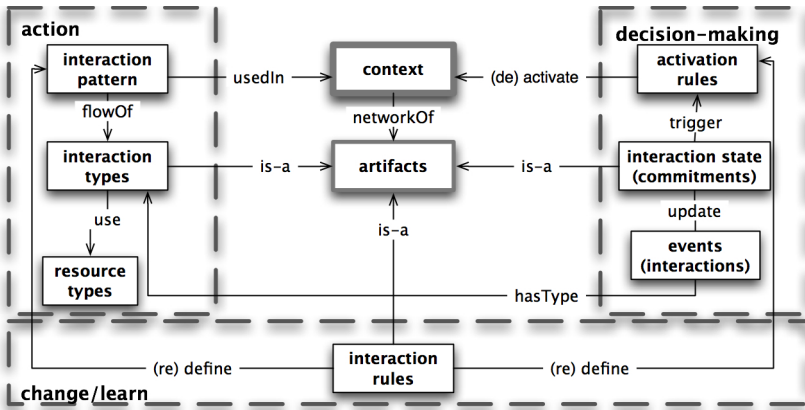 action
decision-making
interaction
pattern
usedIn
context
(de) activate
activation
rules
flowOf
networkOf
trigger
interaction
types
is-a
artifacts
is-a
interaction state
(commitments)
use
is-a
update
resource
types
events
(interactions)
hasType
(re) define
interaction
rules
(re) define
change/learn